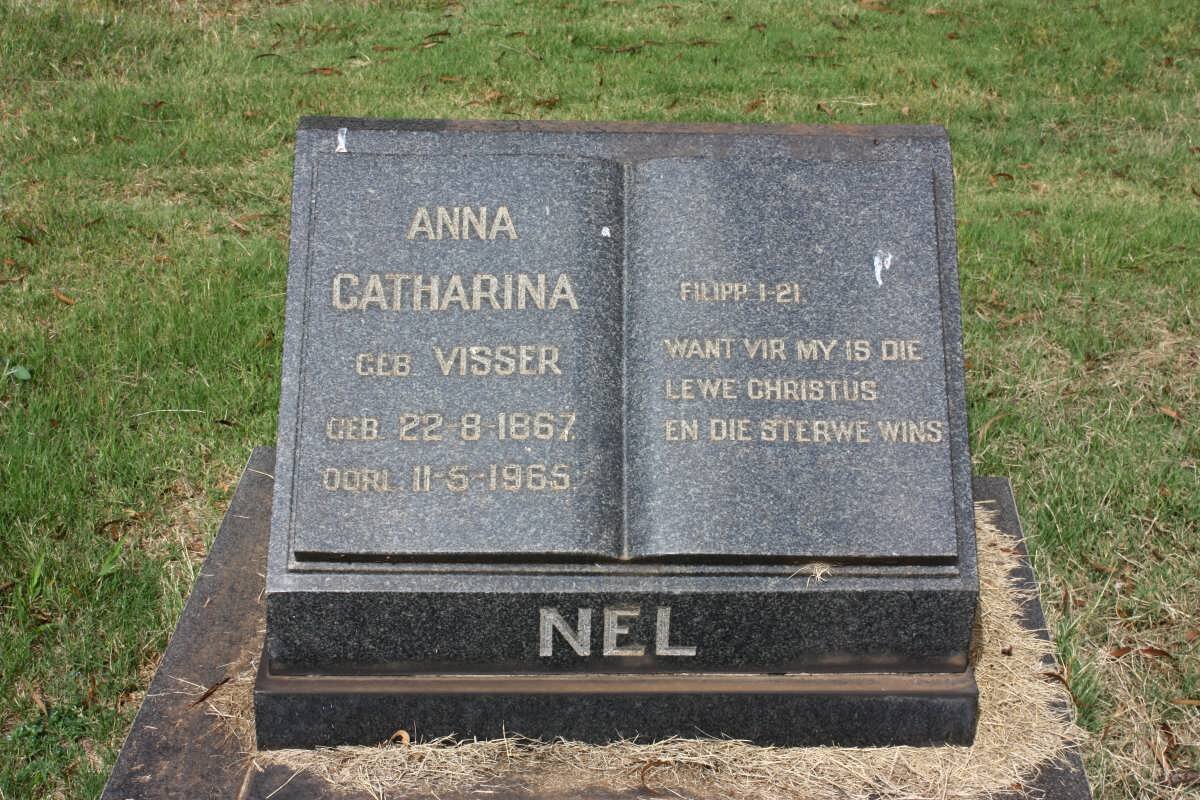 ANNA
CATHARINA
GEB VISSER
GEB. 22-8-1867.
OORL. 11-5-1965.
FILIPP. 1-21.
WANT VIR MY IS DIE
LEWE CHRISTUS
EN DIE STERWE WINS
NEL